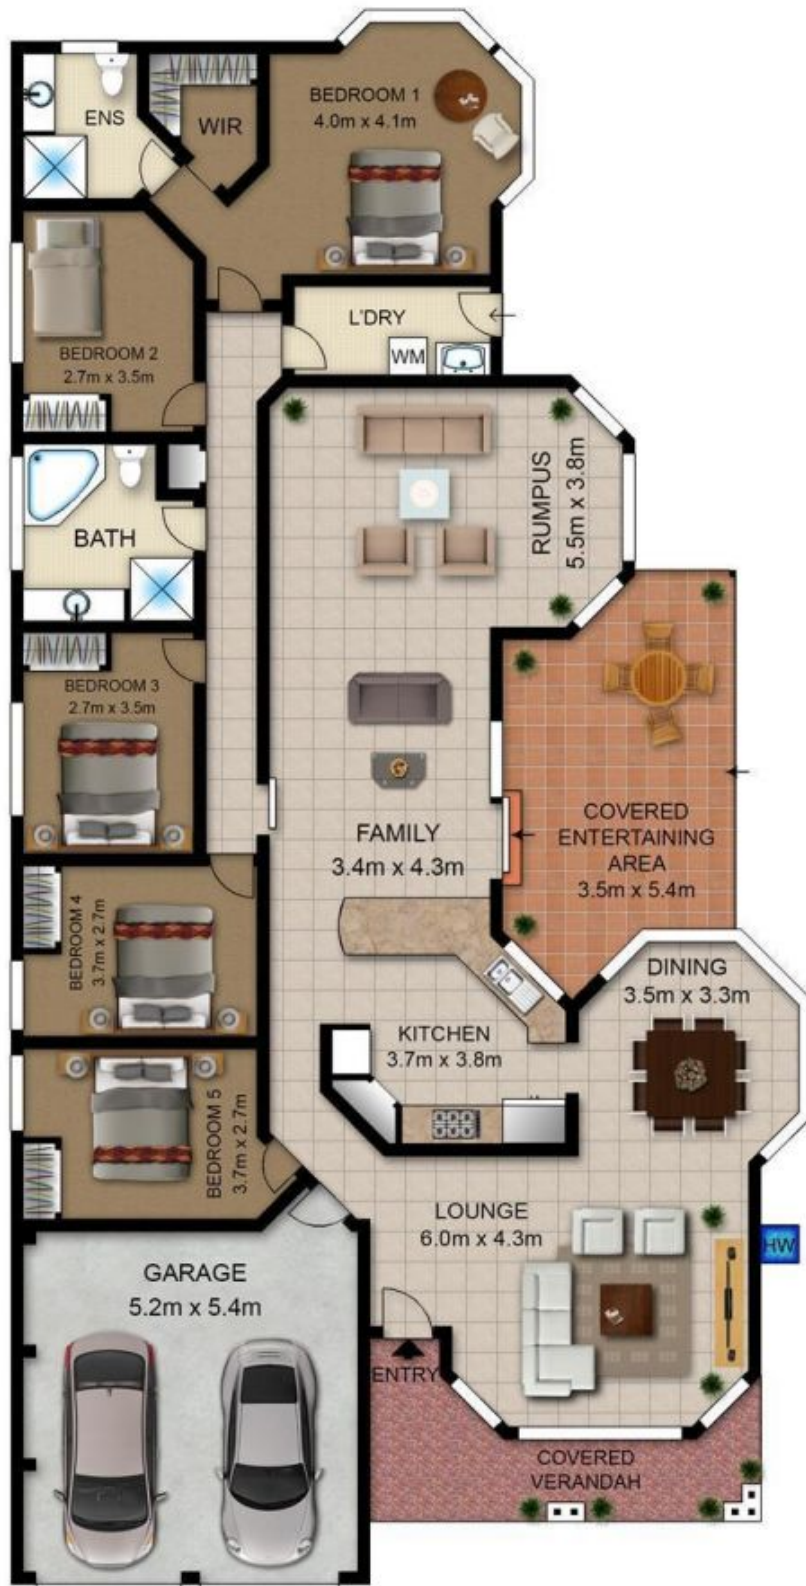 ENS
WIR
BEDROOM 1
4.0m x 4.1m
L'DRY
WM
BEDROOM 2
2.7m x 3.5m
RUMPUS
5.5m x 3.8m
BATH
BEDROOM 3
2.7m x 3.5m
FAMILY
3.4m x 4.3m
COVERED
ENTERTAINING
AREA
3.5m x 5.4m
BEDROOM 4
3.7m x 2.7m
DINING
3.5m x 3.3m
KITCHEN
3.7m x 3.8m
BEDROOM 5
3.7m x 2.7m
LOUNGE
6.0m x 4.3m
HW
GARAGE
5.2m x 5.4m
ENTRY
COVERED
VERANDAH